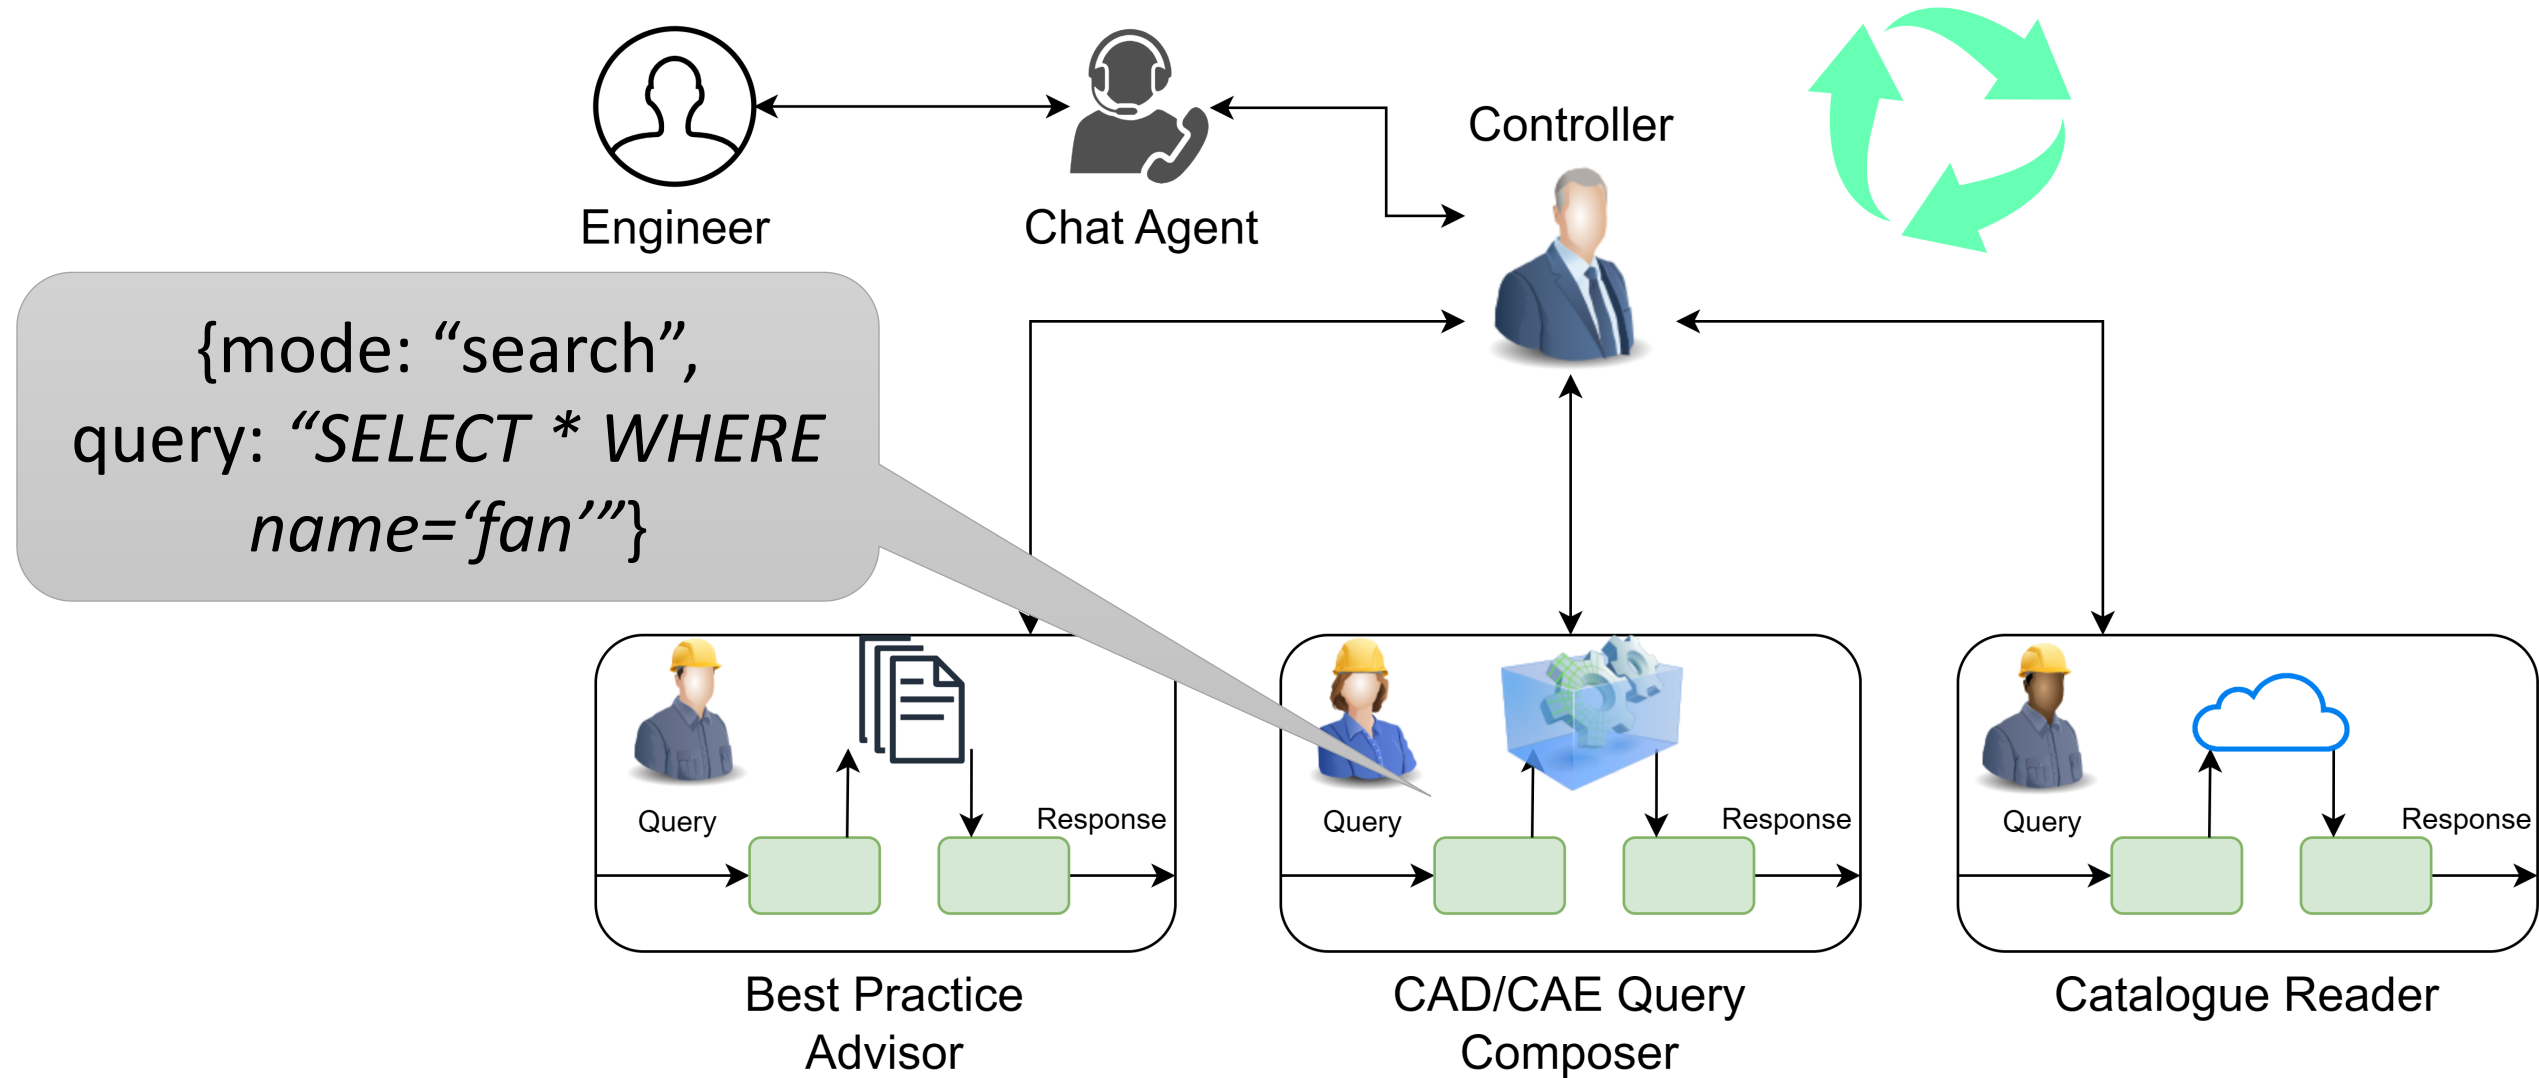 Controller
Engineer
Chat Agent
{mode: “search”,
query: “SELECT * WHERE
name=‘fan’”}
Query
Response
Query
Response
Query
Response
Best Practice
Advisor
CAD/CAE Query
Composer
Catalogue Reader